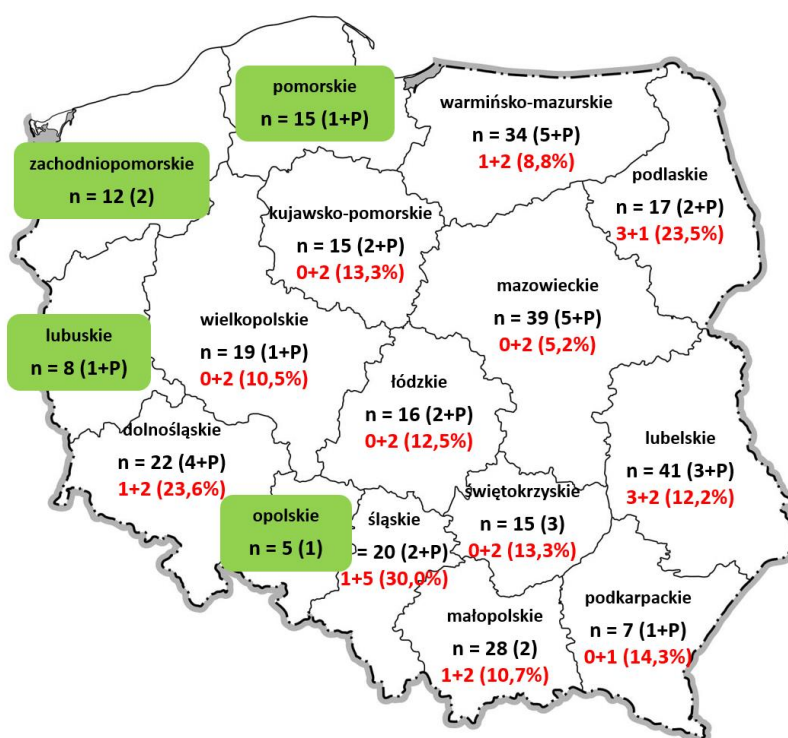 pomorskie
n = 15 (1+P)
warmińsko-mazurskie
n = 34 (5+P)
1+2 (8,8%)
zachodniopomorskie
n = 12 (2)
podlaskie
n = 17 (2+P)
3+1 (23,5%)
kujawsko-pomorskie
n = 15 (2+P)
0+2 (13,3%)
mazowieckie
n = 39 (5+P)
0+2 (5,2%)
lubuskie
n = 8 (1+P)
wielkopolskie
n = 19 (1+P)
0+2 (10,5%)
łódzkie
n = 16 (2+P)
0+2 (12,5%)
dolnośląskie
n = 22 (4+P)
1+2 (23,6%)
lubelskie
n = 41 (3+P)
3+2 (12,2%)
opolskie
n = 5 (1)
śląskie
= 20 (2+P)
1+5 (30,0%)
świętokrzyskie
n = 15 (3)
0+2 (13,3%)
małopolskie
n = 28 (2)
1+2 (10,7%)
podkarpackie
n = 7 (1+P)
0+1 (14,3%)